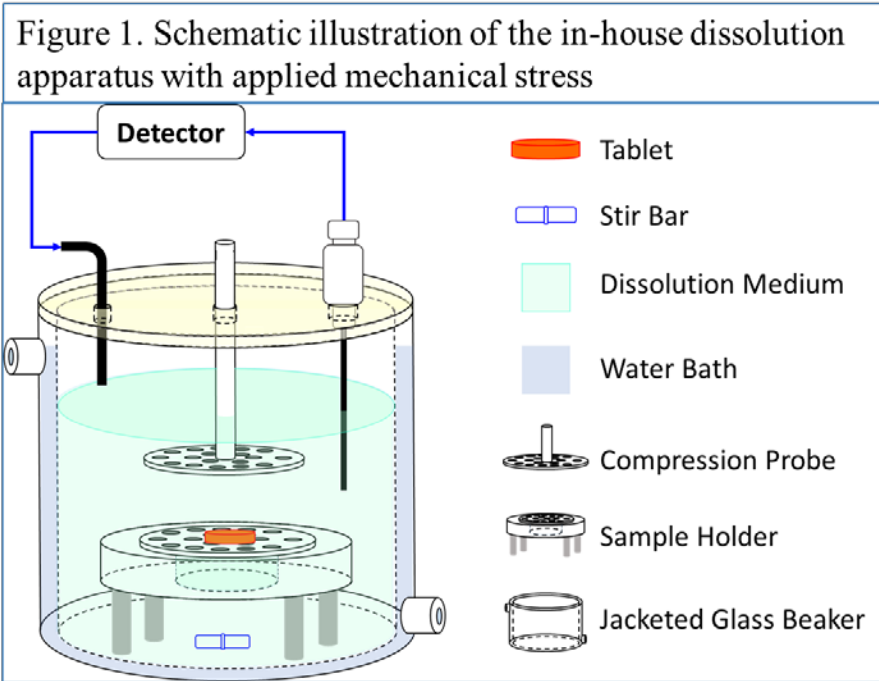 Figure 1. Schematic illustration of the in-house dissolution
apparatus with applied mechanical stress
Detector
Tablet
Stir Bar
Dissolution Medium
Water Bath
Compression Probe
Sample Holder
Jacketed Glass Beaker